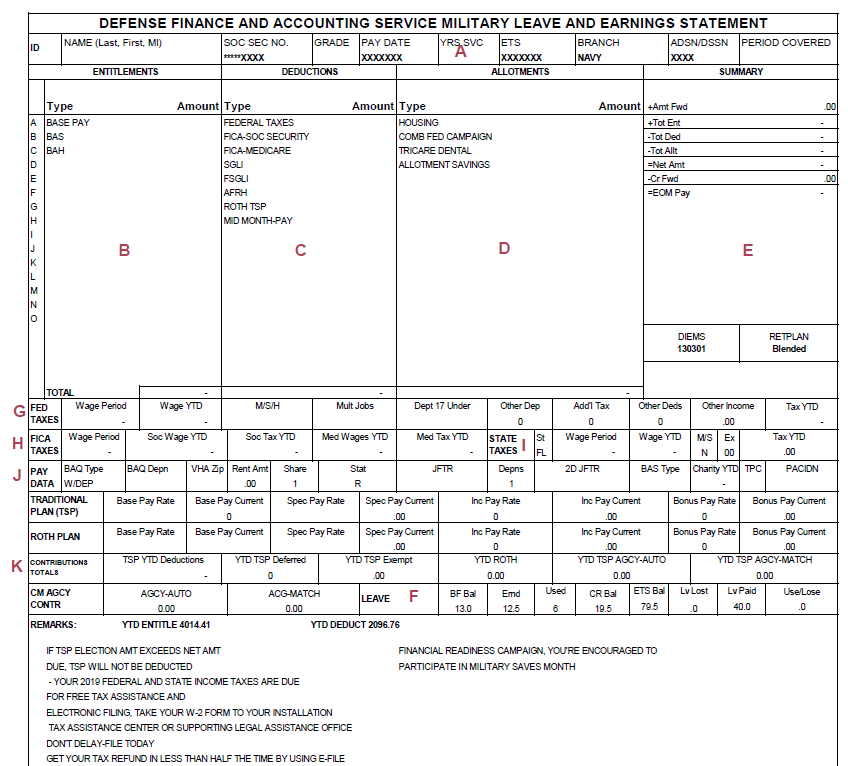 DEFENSE FINANCE AND ACCOUNTING SERVICE MILITARY LEAVE AND EARNINGS STATEMENT
ID NAME (Last, First, MI) SOC SEC NO. GRADE PAY DATE YRS SVC ETS BRANCH ADSN/DSSN PERIOD COVERED
*****XXXX XXXXXXX A XXXXXXX NAVY XXXX
ENTITLEMENTS DEDUCTIONS ALLOTMENTS SUMMARY
Type Amount Type Amount Type Amount +Amt Fwd .00
A BASE PAY FEDERAL TAXES HOUSING +Tot Ent -
B BAS FICA-SOC SECURITY COMB FED CAMPAIGN -Tot Ded -
C BAH FICA-MEDICARE TRICARE DENTAL -Tot Allt -
D SGLI ALLOTMENT SAVINGS =Net Amt -
E FSGLI -Cr Fwd .00
F AFRH =EOM Pay -
G ROTH TSP
H MID MONTH-PAY
I
J B C D E
K
L
M
N
O
DIEMS RETPLAN
130301 Blended
TOTAL - - -
G FED TAXES Wage Period Wage YTD M/S/H Mult Jobs Dept 17 Under Other Dep Add'l Tax Other Deds Other Income Tax YTD
- - 0 0 0 .00 -
H FICA TAXES Wage Period Soc Wage YTD Soc Tax YTD Med Wages YTD Med Tax YTD STATE TAXES I St Wage Period Wage YTD M/S Ex Tax YTD
- - - - - FL - - N 00 .00
J PAY DATA BAQ Type BAQ Depn VHA Zip Rent Amt Share Stat JFTR Depns 2D JFTR BAS Type Charity YTD TPC PACIDN
W/DEP .00 1 R 1 -
TRADITIONAL PLAN (TSP) Base Pay Rate Base Pay Current Spec Pay Rate Spec Pay Current Inc Pay Rate Inc Pay Current Bonus Pay Rate Bonus Pay Current
0 .00 0 .00 0 .00
ROTH PLAN Base Pay Rate Base Pay Current Spec Pay Rate Spec Pay Current Inc Pay Rate Inc Pay Current Bonus Pay Rate Bonus Pay Current
.00 0 .00 0 .00
K CONTRIBUTIONS TOTALS TSP YTD Deductions YTD TSP Deferred YTD TSP Exempt YTD ROTH YTD TSP AGCY-AUTO YTD TSP AGCY-MATCH
- 0 .00 0.00 0.00 0.00
CM AGCY CONTR AGCY-AUTO ACG-MATCH LEAVE F BF Bal Ernd Used CR Bal ETS Bal Lv Lost Lv Paid Use/Lose
0.00 0.00 13.0 12.5 6 19.5 79.5 .0 40.0 .0
REMARKS: YTD ENTITLE 4014.41 YTD DEDUCT 2096.76
IF TSP ELECTION AMT EXCEEDS NET AMT
DUE, TSP WILL NOT BE DEDUCTED
- YOUR 2019 FEDERAL AND STATE INCOME TAXES ARE DUE
FOR FREE TAX ASSISTANCE AND
ELECTRONIC FILING, TAKE YOUR W-2 FORM TO YOUR INSTALLATION
TAX ASSISTANCE CENTER OR SUPPORTING LEGAL ASSISTANCE OFFICE
DON'T DELAY-FILE TODAY
GET YOUR TAX REFUND IN LESS THAN HALF THE TIME BY USING E-FILE
FINANCIAL READINESS CAMPAIGN, YOU'RE ENCOURAGED TO
PARTICIPATE IN MILITARY SAVES MONTH